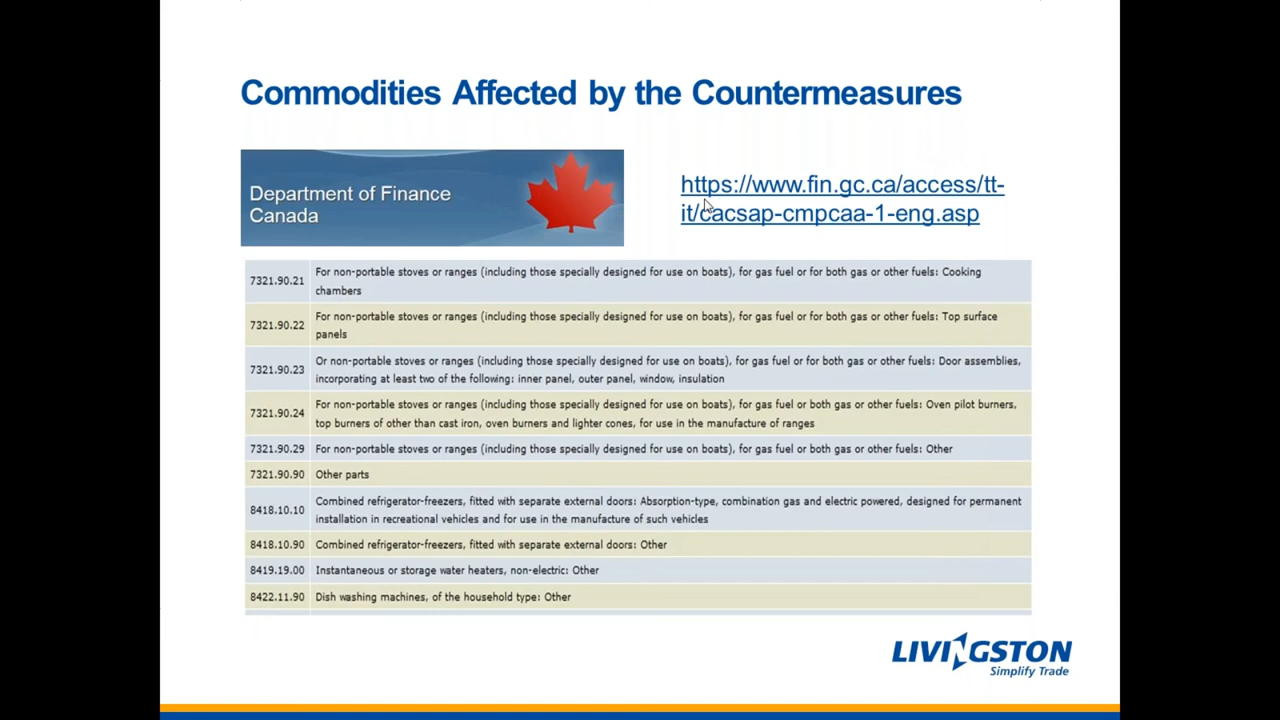 Commodities Affected by the Countermeasures
Department of Finance
Canada
https://www.fin.gc.ca/access/tt-
it/cacsap-cmpcaa-1-eng.asp
7321.90.21 For non-portable stoves or ranges (including those specially designed for use on boats), for gas fuel or for both gas or other fuels: Cooking
chambers
7321.90.22 For non-portable stoves or ranges (including those specially designed for use on boats), for gas fuel or for both gas or other fuels: Top surface
panels
7321.90.23 Or non-portable stoves or ranges (including those specially designed for use on boats), for gas fuel or for both gas or other fuels: Door assemblies,
incorporating at least two of the following: inner panel, outer panel, window, insulation
7321.90.24 For non-portable stoves or ranges (including those specially designed for use on boats), for gas fuel or both gas or other fuels: Oven pilot burners,
top burners of other than cast iron, oven burners and lighter cones, for use in the manufacture of ranges
7321.90.29 For non-portable stoves or ranges (including those specially designed for use on boats), for gas fuel or for both gas or other fuels: Other
7321.90.90 Other parts
8418.10.10 Combined refrigerator-freezers, fitted with separate external doors: Absorption-type, combination gas and electric powered, designed for permanent
installation in recreational vehicles and for use in the manufacture of such vehicles
8418.10.90 Combined refrigerator-freezers, fitted with separate external doors: Other
8419.19.00 Instantaneous or storage water heaters, non-electric: Other
8422.11.90 Dish washing machines, of the household type: Other
LIVINGSTON
Simplify Trade